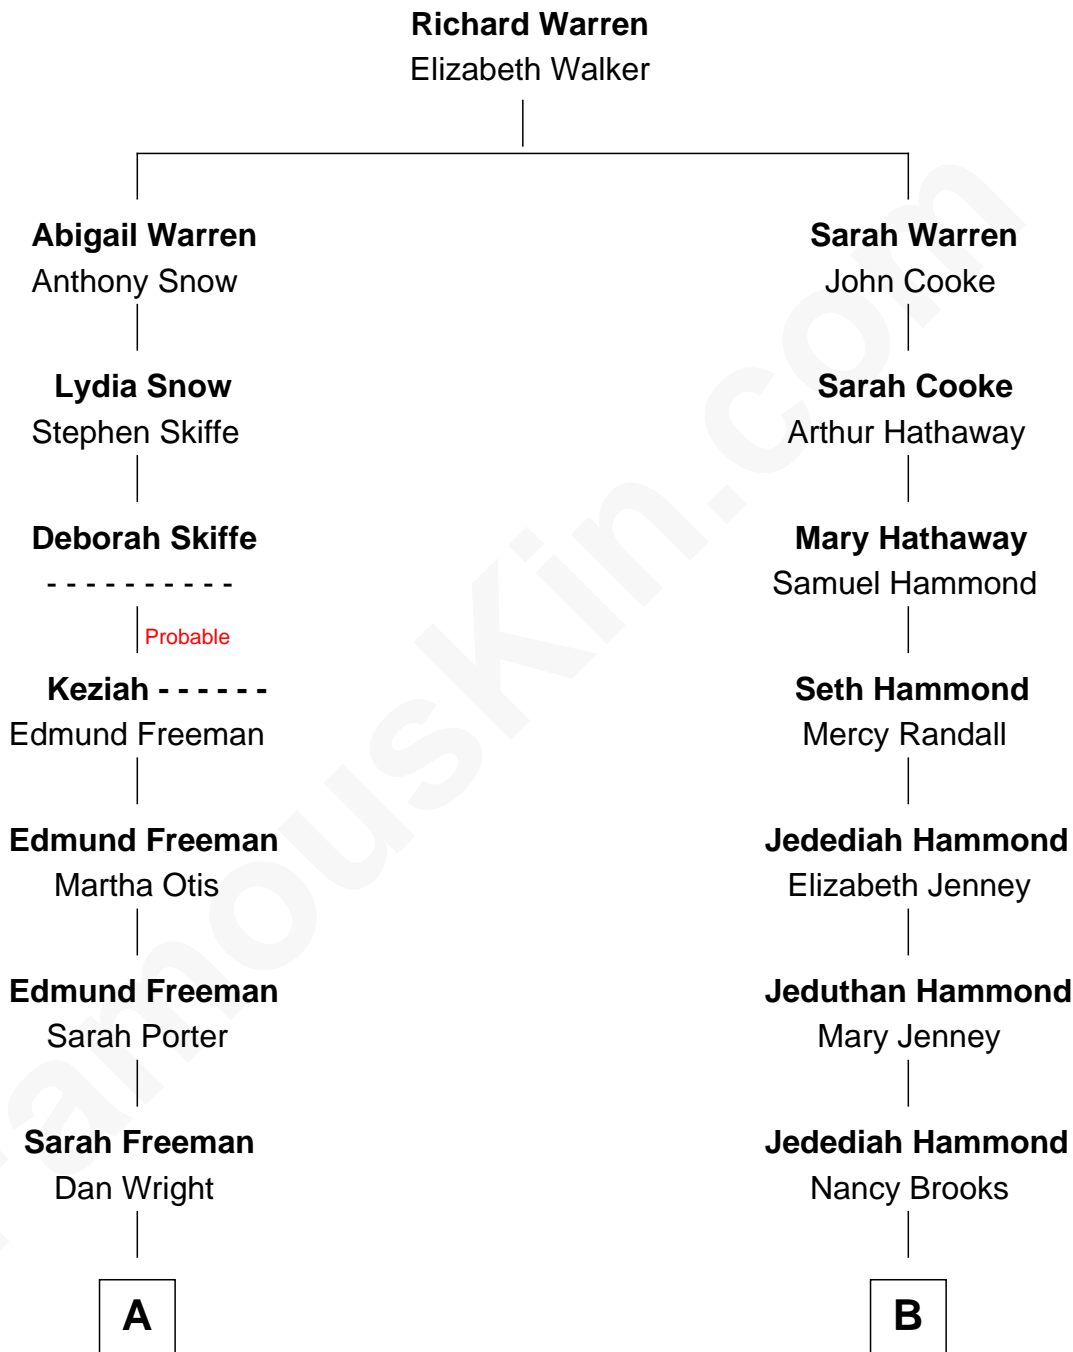 Richard Warren
Elizabeth Walker
Abigail Warren
Anthony Snow
Sarah Warren
John Cooke
Lydia Snow
Stephen Skiffe
Sarah Cooke
Arthur Hathaway
Deborah Skiffe
- - - - - - - - - -
Mary Hathaway
Samuel Hammond
Probable
Keziah - - - - - -
Edmund Freeman
Seth Hammond
Mercy Randall
Edmund Freeman
Martha Otis
Jedediah Hammond
Elizabeth Jenney
Edmund Freeman
Sarah Porter
Jeduthan Hammond
Mary Jenney
Sarah Freeman
Dan Wright
Jedediah Hammond
Nancy Brooks
A
B
FamousKin.com